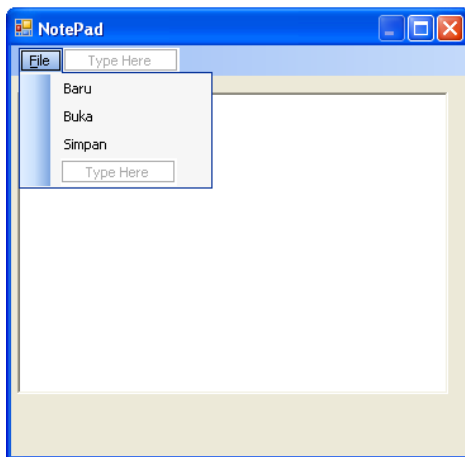 NotePad
File Type Here
Baru
Buka
Simpan
Type Here